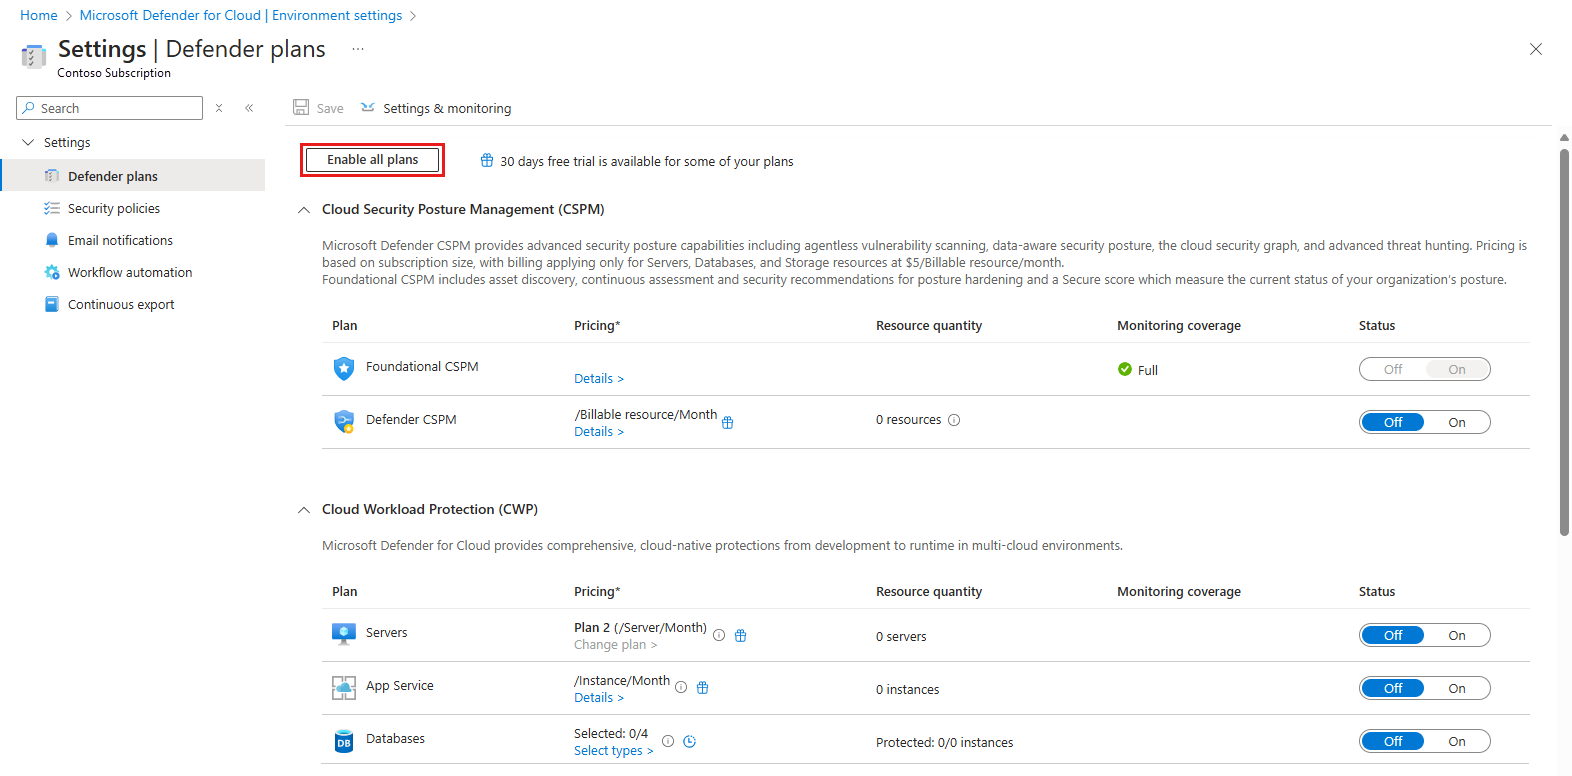 Home > Microsoft Defender for Cloud | Environment settings >
Settings | Defender plans ...
Contoso Subscription
Search
Save
Settings & monitoring
Settings
Defender plans
Security policies
Email notifications
Workflow automation
Continuous export
Enable all plans
30 days free trial is available for some of your plans
Cloud Security Posture Management (CSPM)
Microsoft Defender CSPM provides advanced security posture capabilities including agentless vulnerability scanning, data-aware security posture, the cloud security graph, and advanced threat hunting. Pricing is
based on subscription size, with billing applying only for Servers, Databases, and Storage resources at $5/Billable resource/month.
Foundational CSPM includes asset discovery, continuous assessment and security recommendations for posture hardening and a Secure score which measure the current status of your organization's posture.
Plan Pricing* Resource quantity Monitoring coverage Status
Foundational CSPM
Details >
Full
Off On
Defender CSPM
/Billable resource/Month
Details >
0 resources
Off On
Cloud Workload Protection (CWP)
Microsoft Defender for Cloud provides comprehensive, cloud-native protections from development to runtime in multi-cloud environments.
Plan Pricing* Resource quantity Monitoring coverage Status
Servers
Plan 2 (/Server/Month)
Change plan >
0 servers
Off On
App Service
/Instance/Month
Details >
0 instances
Off On
DB
Databases
Selected: 0/4
Select types >
Protected: 0/0 instances
Off On